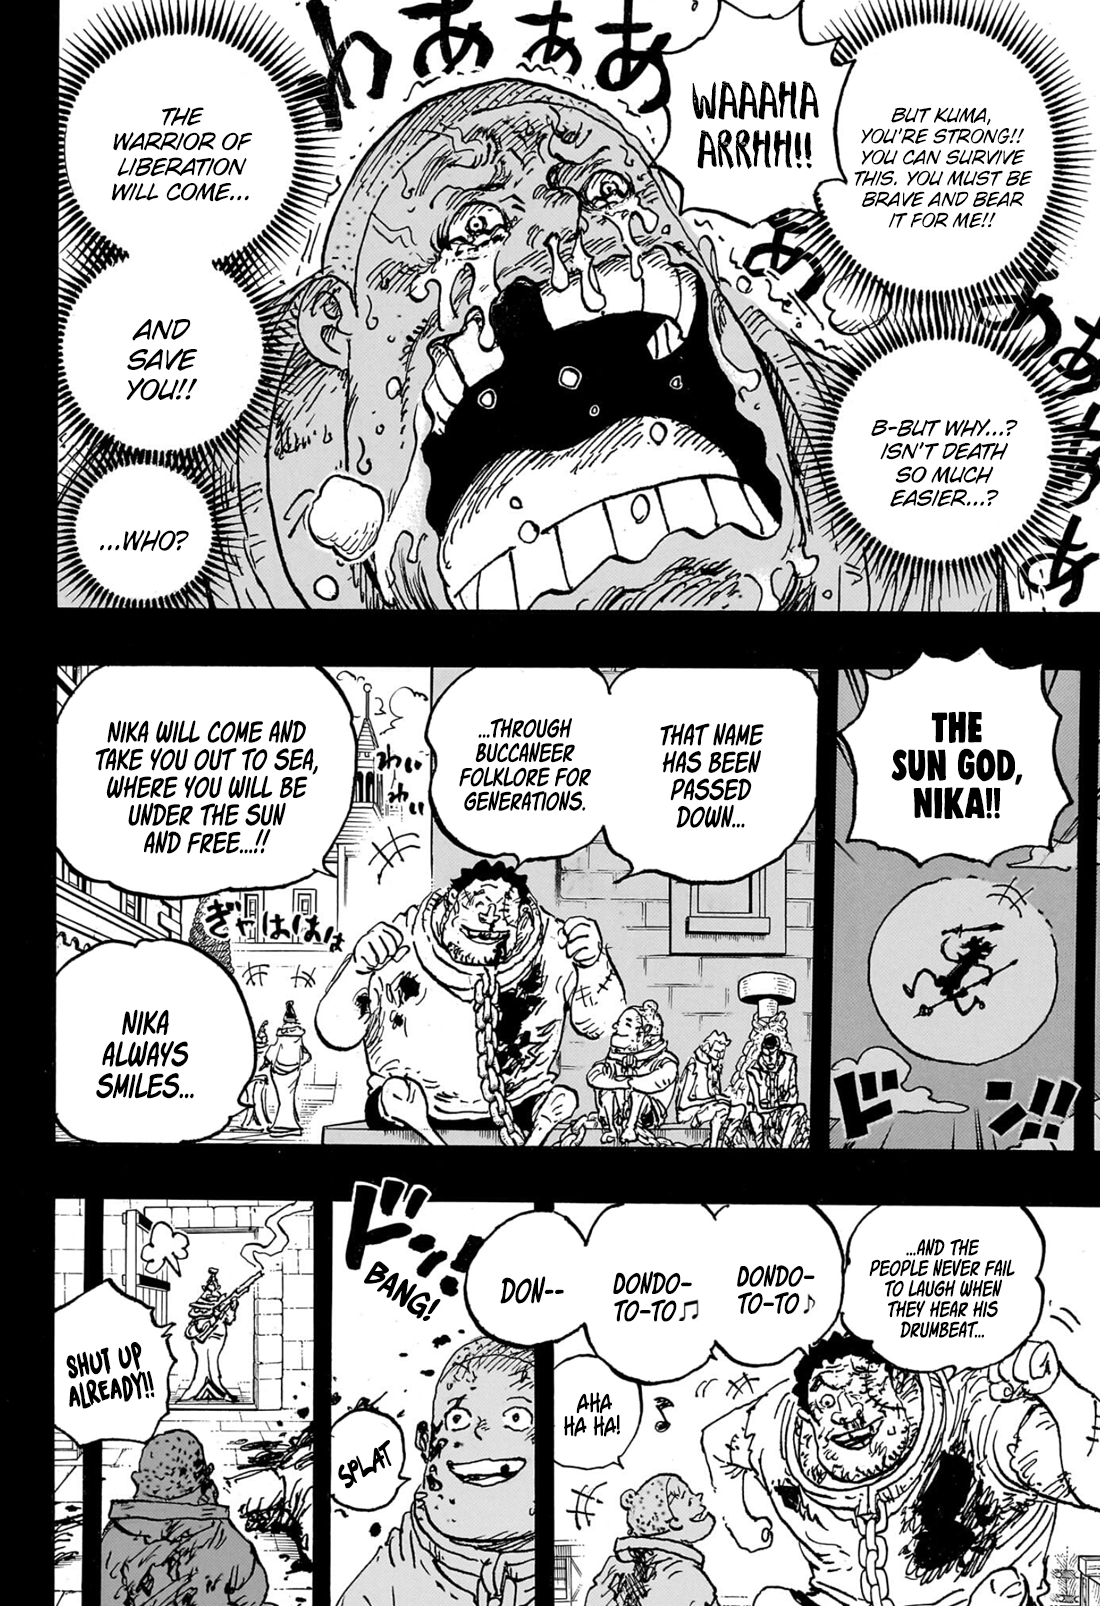 わあぁぁあ
WAAAHA
ARRHH!!
BUT KUMA,
YOU'RE STRONG!!
YOU CAN SURVIVE
THIS. YOU MUST BE
BRAVE AND BEAR
IT FOR ME!!
B-BUT WHY...?
ISN'T DEATH
SO MUCH
EASIER...?
THE
WARRIOR OF
LIBERATION
WILL COME...
AND
SAVE
YOU!!
...WHO?
THE
SUN GOD,
NIKA!!
ドン!!
THAT NAME
HAS BEEN
PASSED
DOWN...
...THROUGH
BUCCANEER
FOLKLORE FOR
GENERATIONS.
NIKA WILL COME AND
TAKE YOU OUT TO SEA,
WHERE YOU WILL BE
UNDER THE SUN
AND FREE...!!
わい
わい
ぎゃははは
NIKA
ALWAYS
SMILES...
...AND THE
PEOPLE NEVER FAIL
TO LAUGH WHEN
THEY HEAR HIS
DRUMBEAT...
DONDO-
TO-TO♪
DONDO-
TO-TO♫
AHA
HA HA!
♪
DON--
ドン!
BANG!
SPLAT
SHUT UP
ALREADY!!